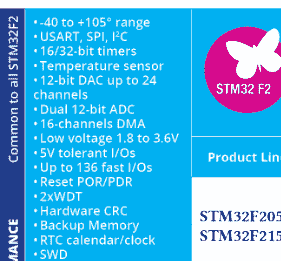 Common to all STM32F2
• -40 to +105° range
• USART, SPI, I²C
• 16/32-bit timers
• Temperature sensor
• 12-bit DAC up to 24
channels
• Dual 12-bit ADC
• 16-channels DMA
• Low voltage 1.8 to 3.6V
• 5V tolerant I/Os
• Up to 136 fast I/Os
• Reset POR/PDR
• 2xWDT
• Hardware CRC
• Backup Memory
• RTC calendar/clock
• SWD
STM32 F2
Product Lin
STM32F205
STM32F215
MANCE